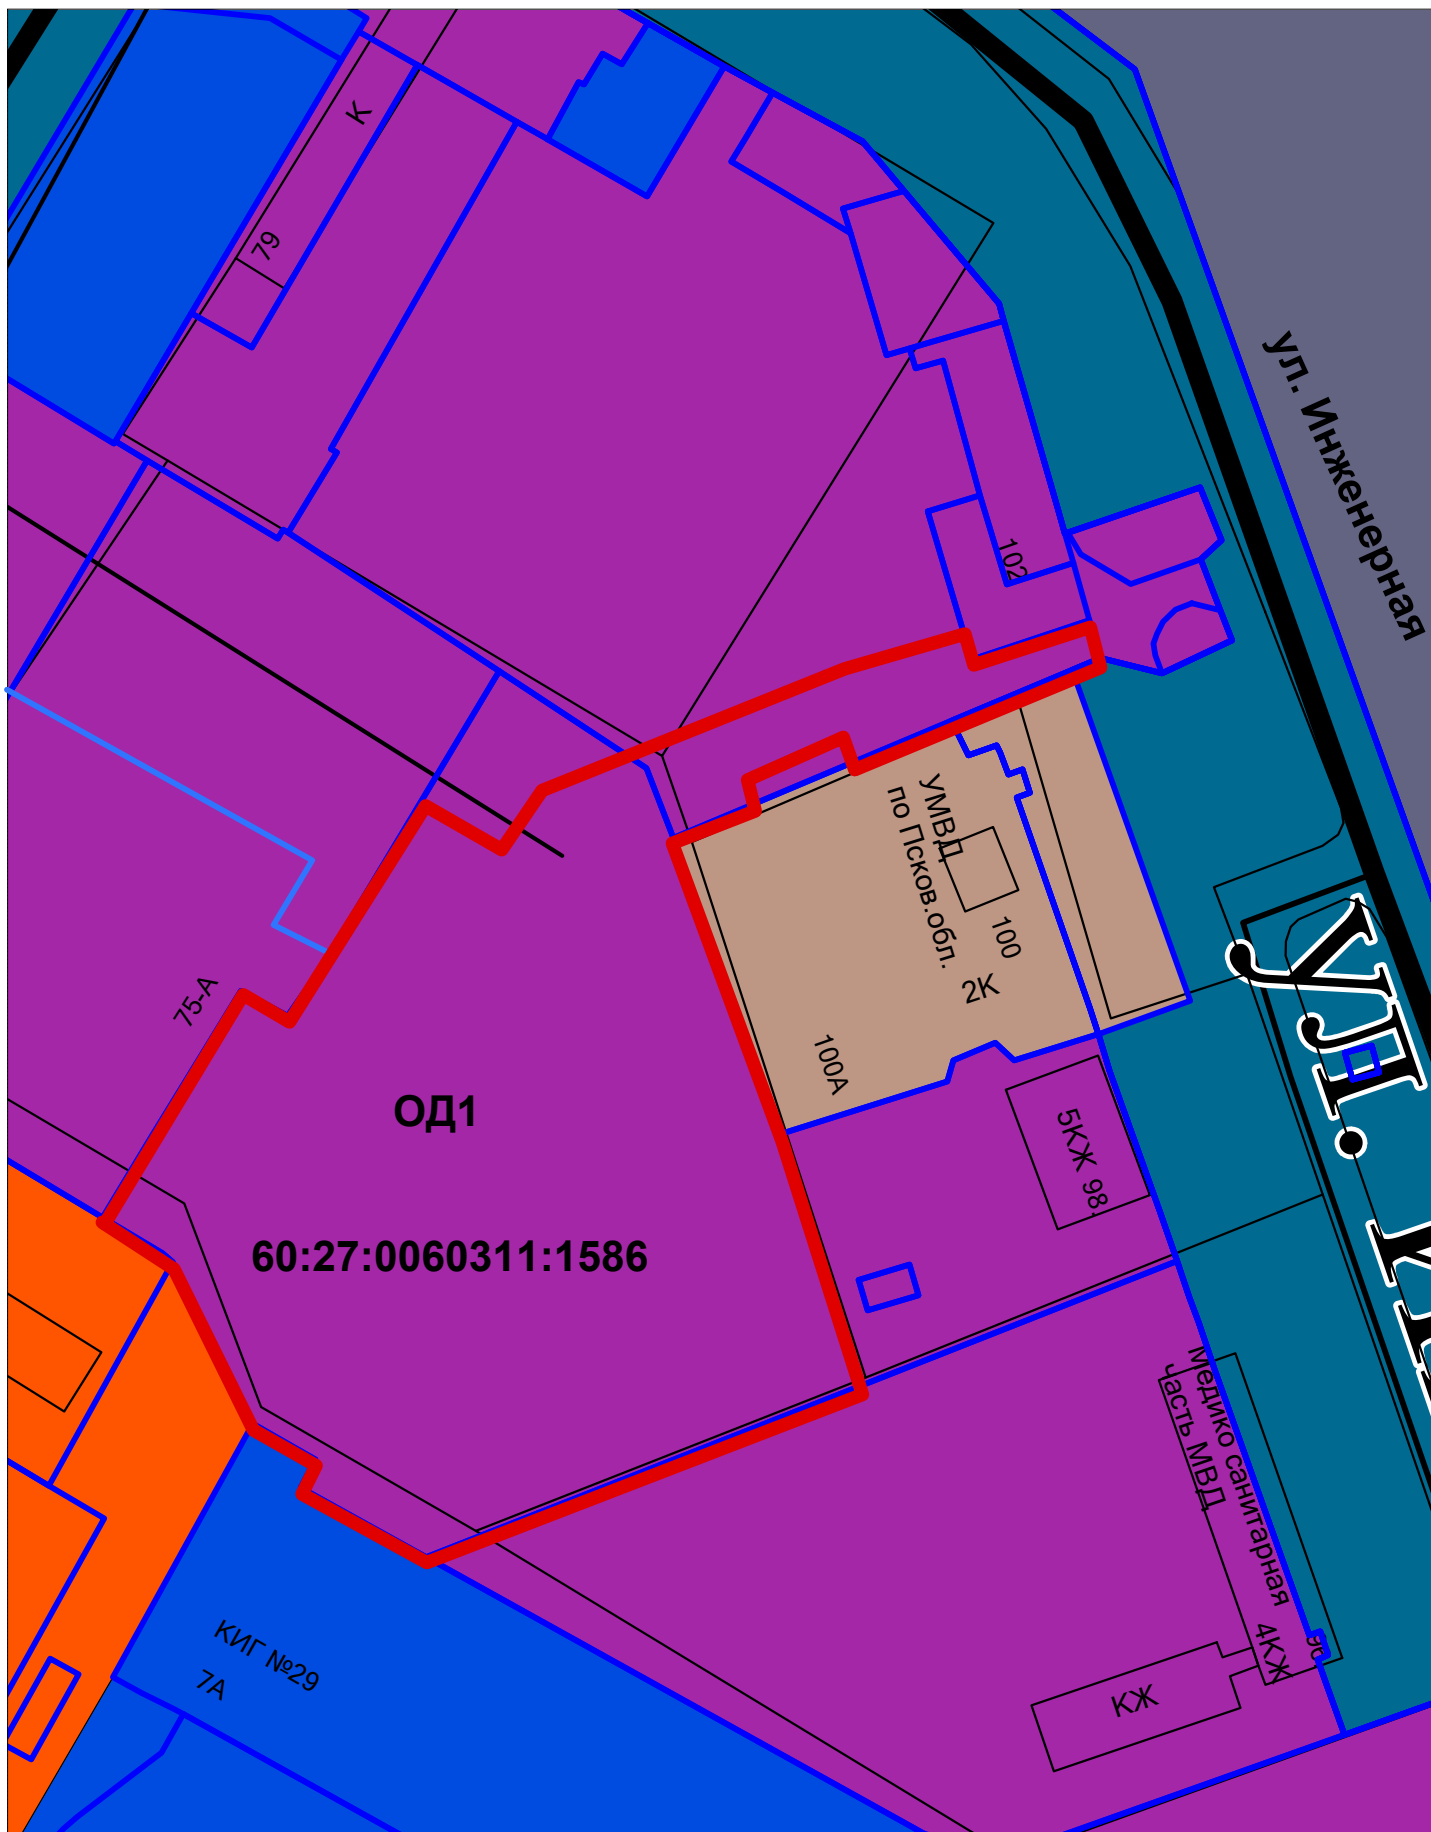 К
79
ул. Инженерная
102
УМВД
по Псков.обл.
100
2К
100А
75-А
ОД1
5КЖ 98
60:27:0060311:1586
ул.
Медико санитарная
часть МВД
4КЖ
КЖ
КИГ №29
7А